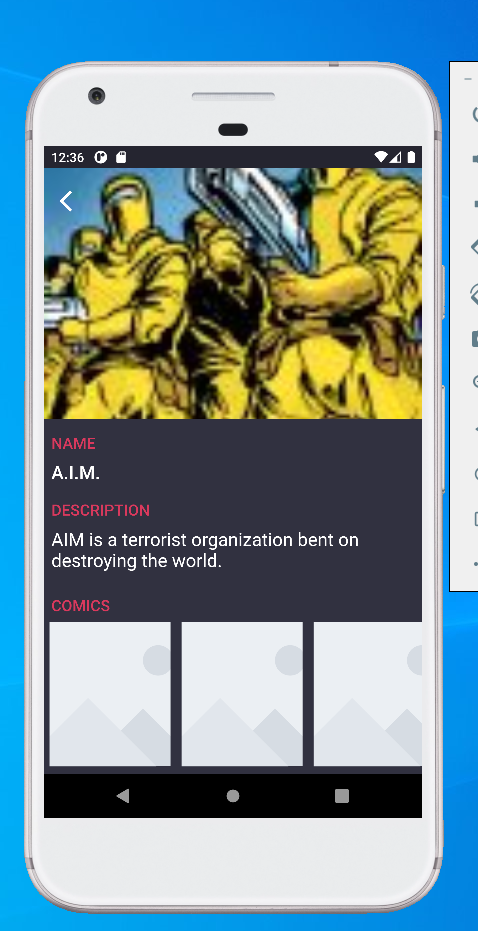 12:36
NAME
A.I.M.
DESCRIPTION
AIM is a terrorist organization bent on
destroying the world.
COMICS